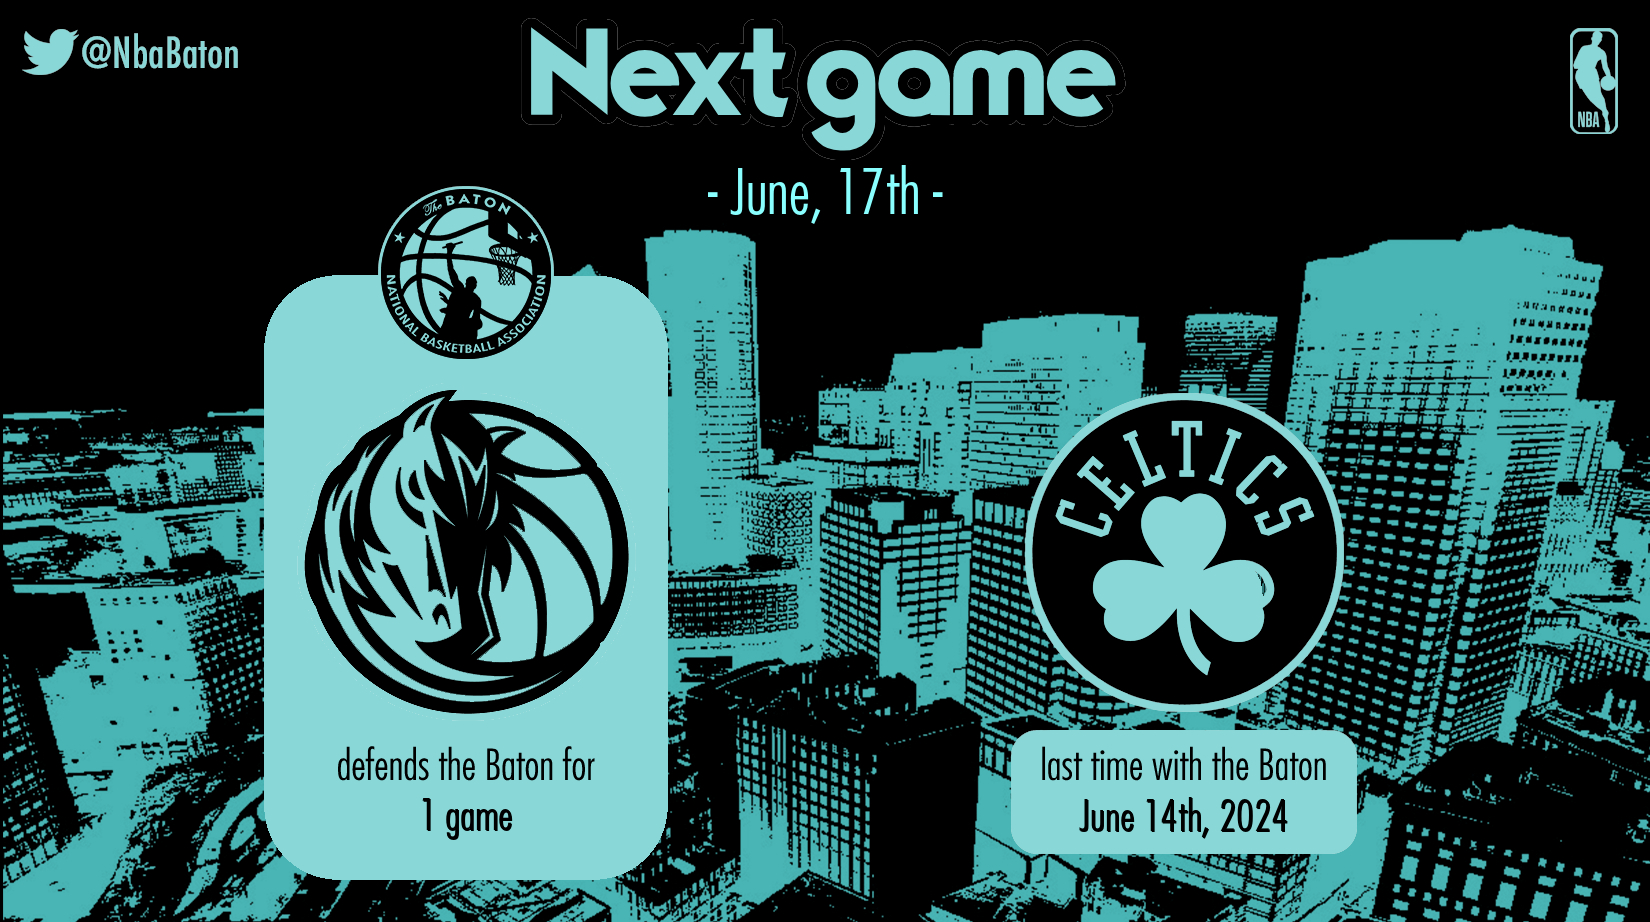 @NbaBaton
Next game
NBA
- June, 17th -
The BATON
NATIONAL BASKETBALL ASSOCIATION
CELTICS
defends the Baton for
1 game
last time with the Baton
June 14th, 2024